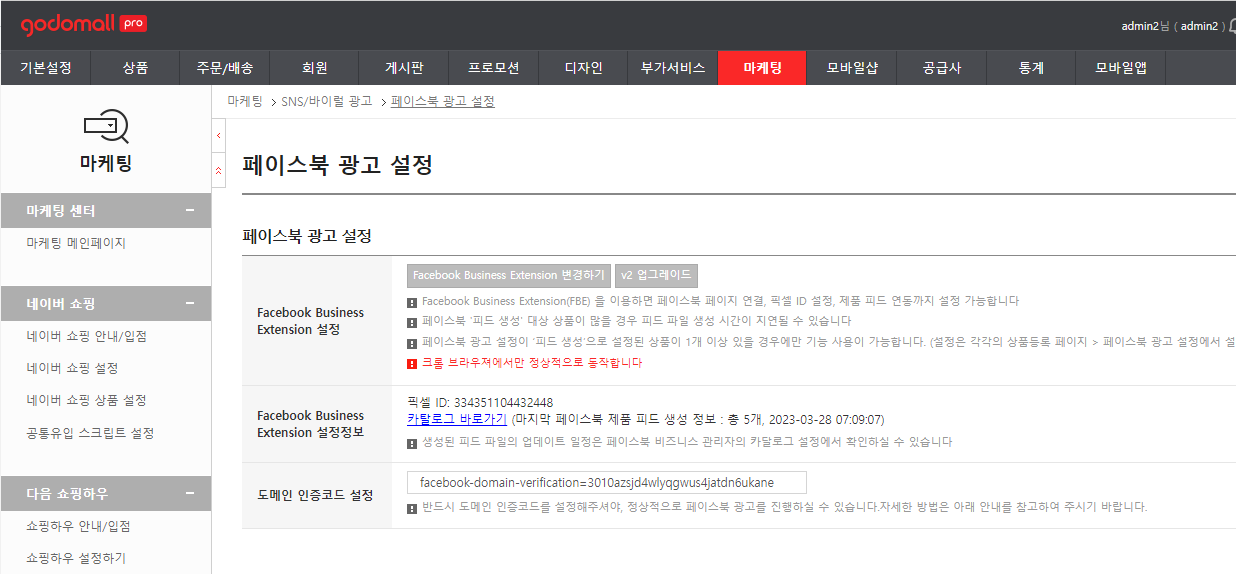 godomall pro
admin2님 ( admin2 )
기본설정 상품 주문/배송 회원 게시판 프로모션 디자인 부가서비스 마케팅 모바일샵 공급사 통계 모바일앱
마케팅 > SNS/바이럴 광고 > 페이스북 광고 설정
마케팅
마케팅 센터
마케팅 메인페이지
네이버 쇼핑
네이버 쇼핑 안내/입점
네이버 쇼핑 설정
네이버 쇼핑 상품 설정
공통유입 스크립트 설정
다음 쇼핑하우
쇼핑하우 안내/입점
쇼핑하우 설정하기
페이스북 광고 설정
페이스북 광고 설정
Facebook Business
Extension 설정
Facebook Business Extension 변경하기 v2 업그레이드
Facebook Business Extension(FBE) 을 이용하면 페이스북 페이지 연결, 픽셀 ID 설정, 제품 피드 연동까지 설정 가능합니다
페이스북 '피드 생성' 대상 상품이 많을 경우 피드 파일 생성 시간이 지연될 수 있습니다
페이스북 광고 설정이 '피드 생성'으로 설정된 상품이 1개 이상 있을 경우에만 기능 사용이 가능합니다. (설정은 각각의 상품등록 페이지 > 페이스북 광고 설정에서 설
크롬 브라우져에서만 정상적으로 동작합니다
Facebook Business
Extension 설정정보
픽셀 ID: 334351104432448
카탈로그 바로가기 (마지막 페이스북 제품 피드 생성 정보 : 총 5개, 2023-03-28 07:09:07)
생성된 피드 파일의 업데이트 일정은 페이스북 비즈니스 관리자의 카달로그 설정에서 확인하실 수 있습니다
도메인 인증코드 설정
facebook-domain-verification=3010azsjd4wlyqgwus4jatdn6ukane
반드시 도메인 인증코드를 설정해주셔야, 정상적으로 페이스북 광고를 진행하실 수 있습니다.자세한 방법은 아래 안내를 참고하여 주시기 바랍니다.